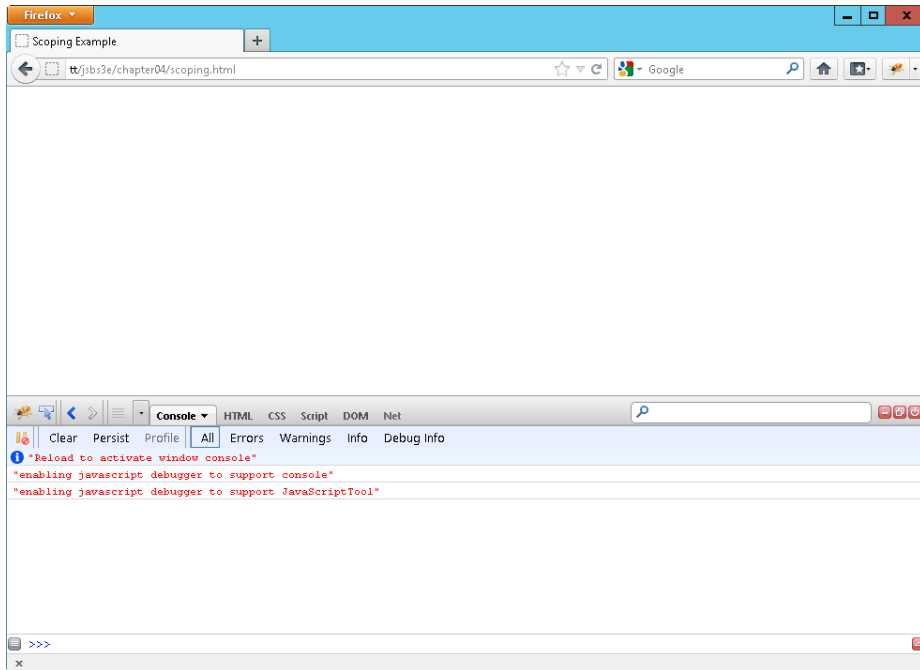 Firefox
Scoping Example
tt/jsbs3e/chapter04/scoping.html
Google
Console HTML CSS Script DOM Net
Clear Persist Profile All Errors Warnings Info Debug Info
"Reload to activate window console"
"enabling javascript debugger to support console"
"enabling javascript debugger to support JavaScriptTool"
>>>